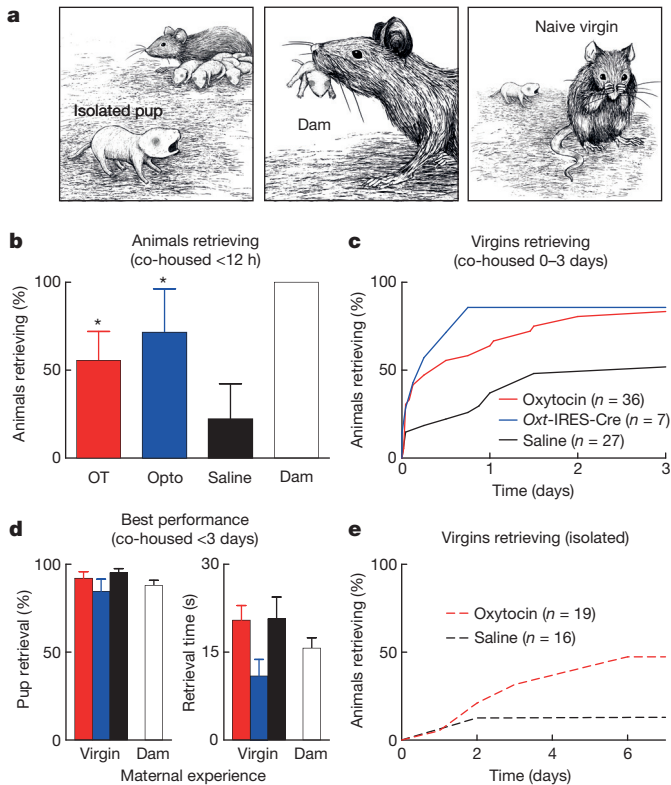 a
Isolated pup
Dam
Naive virgin
b
Animals retrieving
(co-housed <12 h)
Animals retrieving (%)
100
50
0
*
*
OT
Opto
Saline
Dam
c
Virgins retrieving
(co-housed 0–3 days)
Animals retrieving (%)
100
50
0
Oxytocin (n = 36)
Oxt-IRES-Cre (n = 7)
Saline (n = 27)
0
1
2
3
Time (days)
d
Best performance
(co-housed <3 days)
Pup retrieval (%)
100
50
0
Virgin
Dam
Retrieval time (s)
30
15
0
Virgin
Dam
Maternal experience
e
Virgins retrieving (isolated)
Animals retrieving (%)
100
50
0
Oxytocin (n = 19)
Saline (n = 16)
0
2
4
6
Time (days)